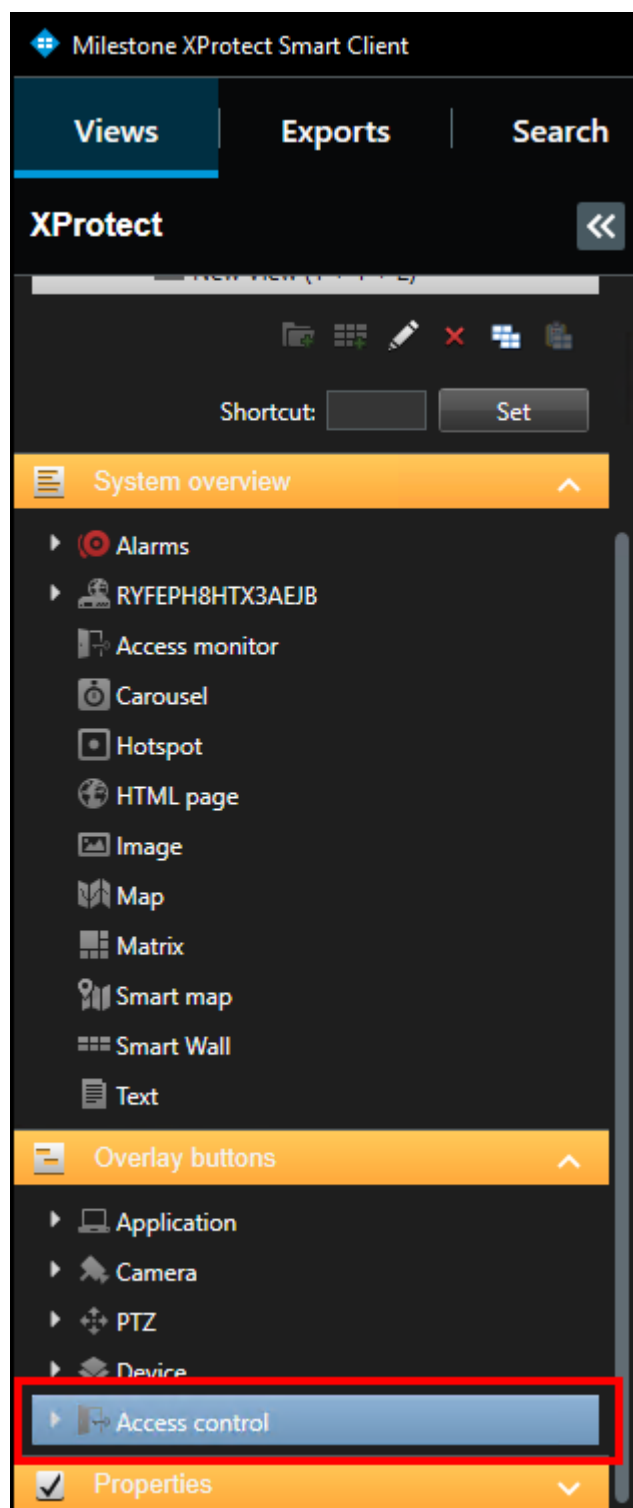 Milestone XProtect Smart Client
Views Exports Search
XProtect
Shortcut: Set
System overview
Alarms
RYFEPH8HTX3AEJB
Access monitor
Carousel
Hotspot
HTML page
Image
Map
Matrix
Smart map
Smart Wall
Text
Overlay buttons
Application
Camera
PTZ
Device
Access control
Properties